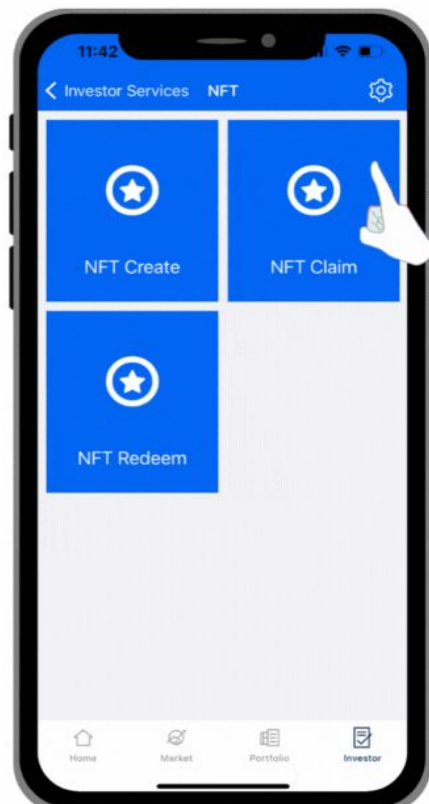 11:42
Investor Services NFT
NFT Create
NFT Claim
NFT Redeem
Home Market Portfolio Investor